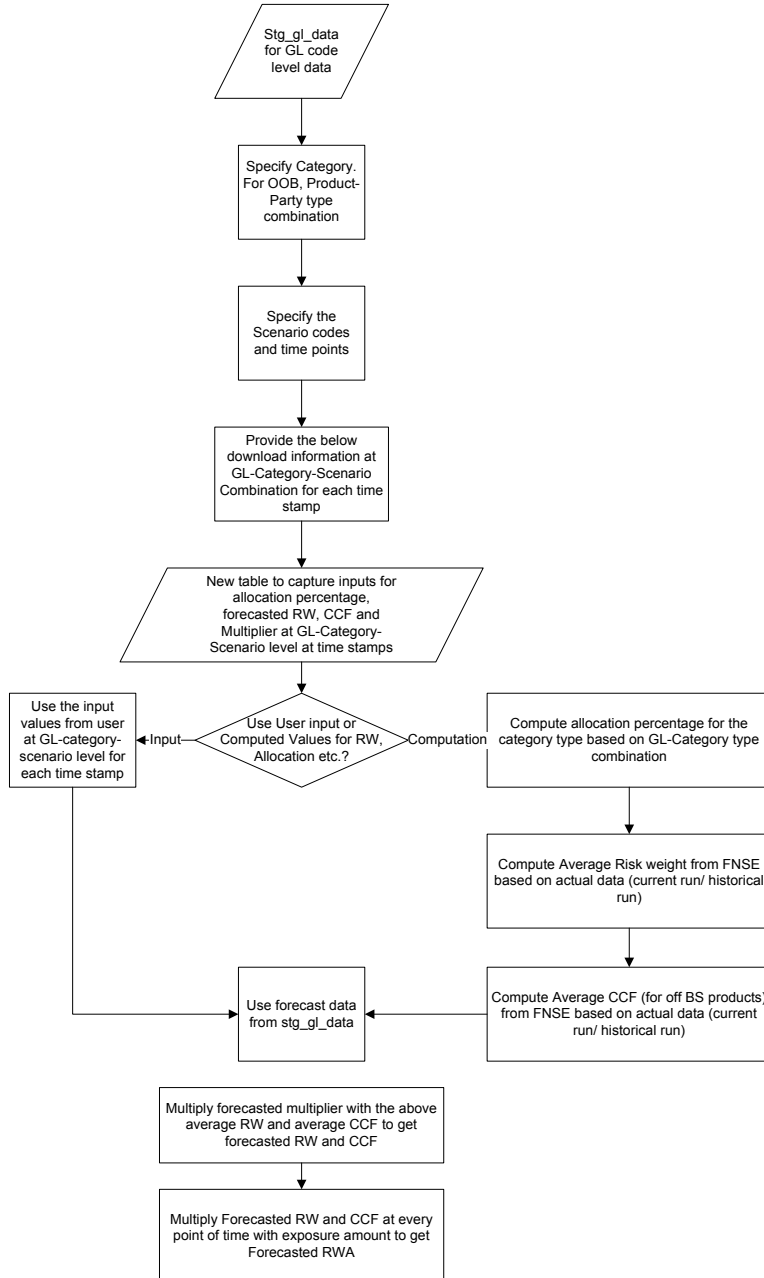 Stg_gl_data
for GL code
level data
Specify Category.
For OOB, Product-
Party type
combination
Specify the
Scenario codes
and time points
Provide the below
download information at
GL-Category-Scenario
Combination for each time
stamp
New table to capture inputs for
allocation percentage,
forecasted RW, CCF and
Multiplier at GL-Category-
Scenario level at time stamps
Use the input
values from user
at GL-category-
scenario level for
each time stamp
Input
Use User input or
Computed Values for RW,
Allocation etc.?
Computation
Compute allocation percentage for the
category type based on GL-Category type
combination
Compute Average Risk weight from FNSE
based on actual data (current run/ historical
run)
Use forecast data
from stg_gl_data
Compute Average CCF (for off BS products)
from FNSE based on actual data (current
run/ historical run)
Multiply forecasted multiplier with the above
average RW and average CCF to get
forecasted RW and CCF
Multiply Forecasted RW and CCF at every
point of time with exposure amount to get
Forecasted RWA